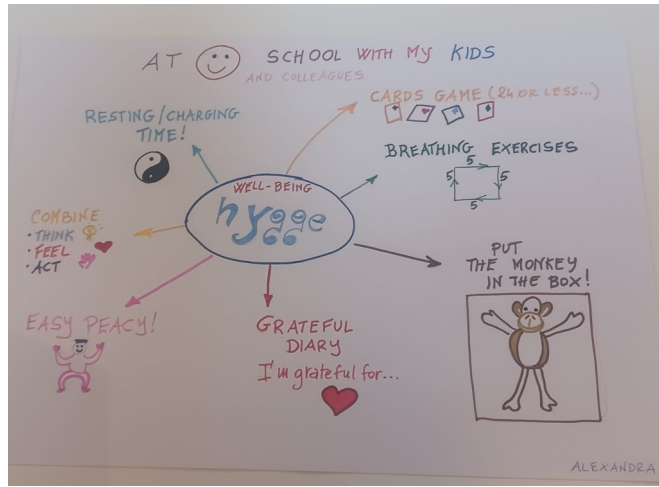 AT SCHOOL WITH MY KIDS
AND COLLEAGUES
CARDS GAME (24 OR LESS...)
RESTING/CHARGING
TIME!
BREATHING EXERCISES
5
5 5
5
WELL-BEING
hygge
COMBINE
• THINK
• FEEL
• ACT
PUT
THE MONKEY
IN THE BOX!
EASY PEACY!
GRATEFUL
DIARY
I'm grateful for...
ALEXANDRA